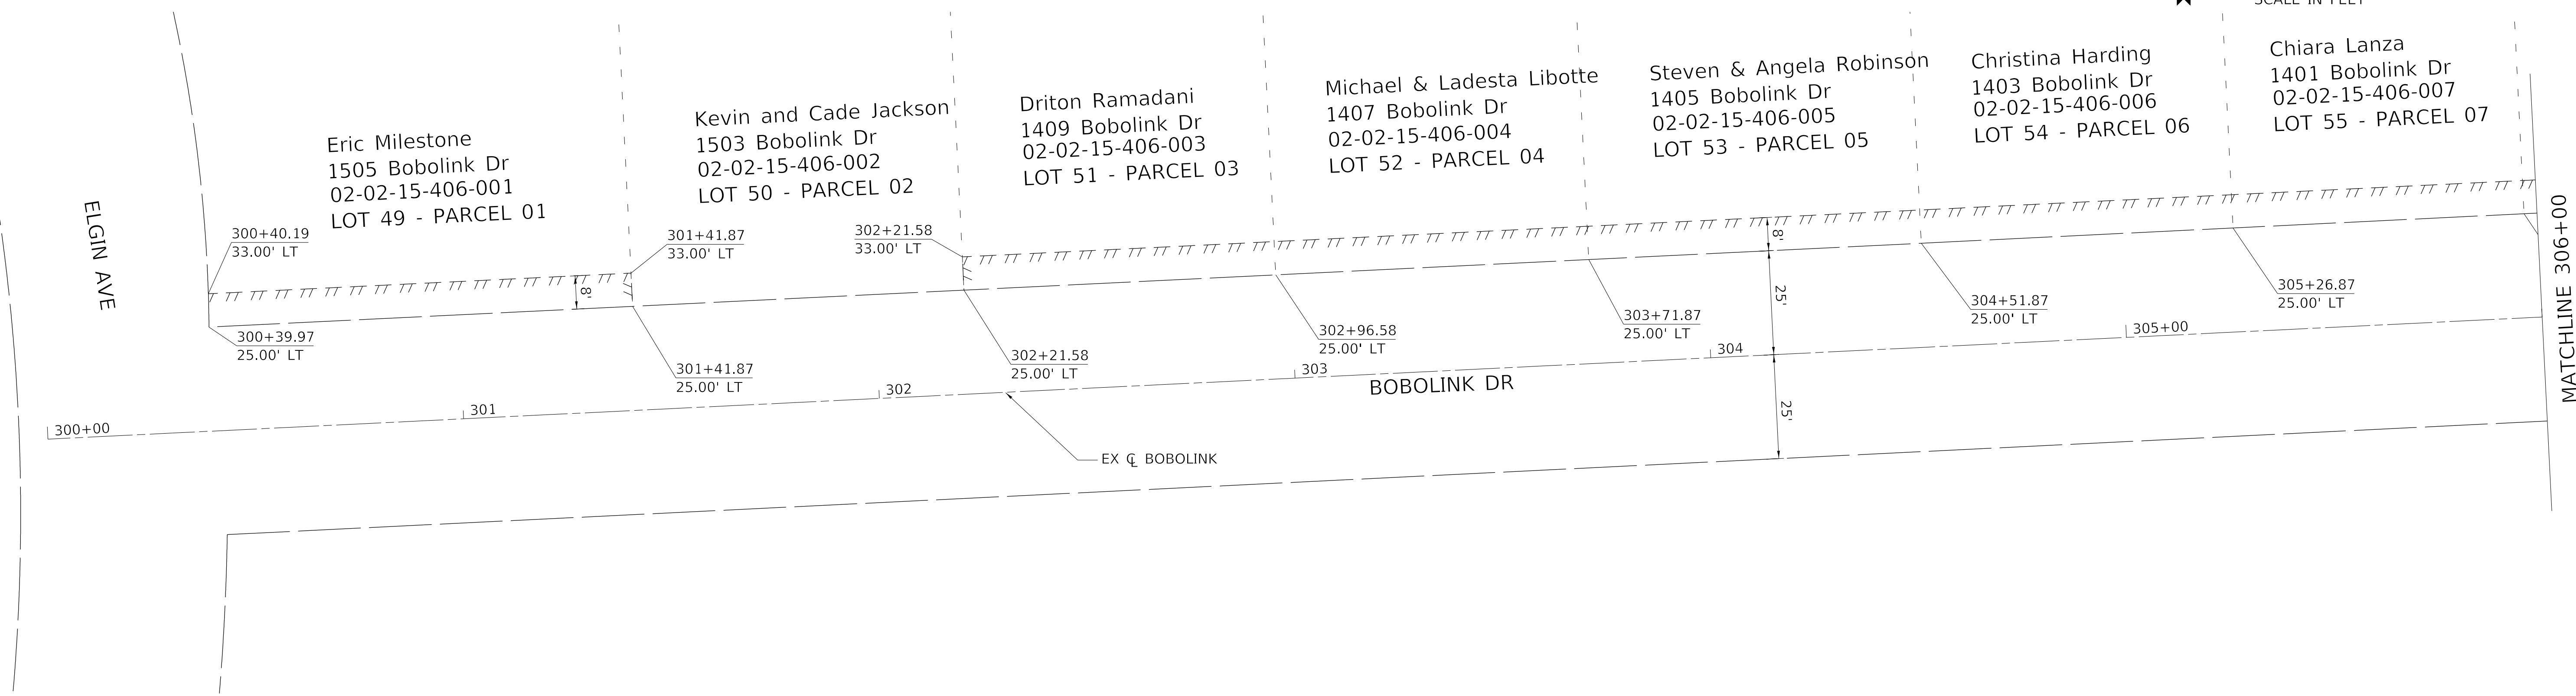 SCALE IN FEET
Eric Milestone
1505 Bobolink Dr
02-02-15-406-001
LOT 49 - PARCEL 01
Kevin and Cade Jackson
1503 Bobolink Dr
02-02-15-406-002
LOT 50 - PARCEL 02
Driton Ramadani
1409 Bobolink Dr
02-02-15-406-003
LOT 51 - PARCEL 03
Michael & Ladesta Libotte
1407 Bobolink Dr
02-02-15-406-004
LOT 52 - PARCEL 04
Steven & Angela Robinson
1405 Bobolink Dr
02-02-15-406-005
LOT 53 - PARCEL 05
Christina Harding
1403 Bobolink Dr
02-02-15-406-006
LOT 54 - PARCEL 06
Chiara Lanza
1401 Bobolink Dr
02-02-15-406-007
LOT 55 - PARCEL 07
ELGIN AVE
300+40.19
33.00' LT
301+41.87
33.00' LT
302+21.58
33.00' LT
8'
8'
300+39.97
25.00' LT
301+41.87
25.00' LT
302+21.58
25.00' LT
302+96.58
25.00' LT
303+71.87
25.00' LT
25'
304+51.87
25.00' LT
305+26.87
25.00' LT
MATCHLINE 306+00
300+00
301
302
303
304
305+00
BOBOLINK DR
25'
EX ℄ BOBOLINK